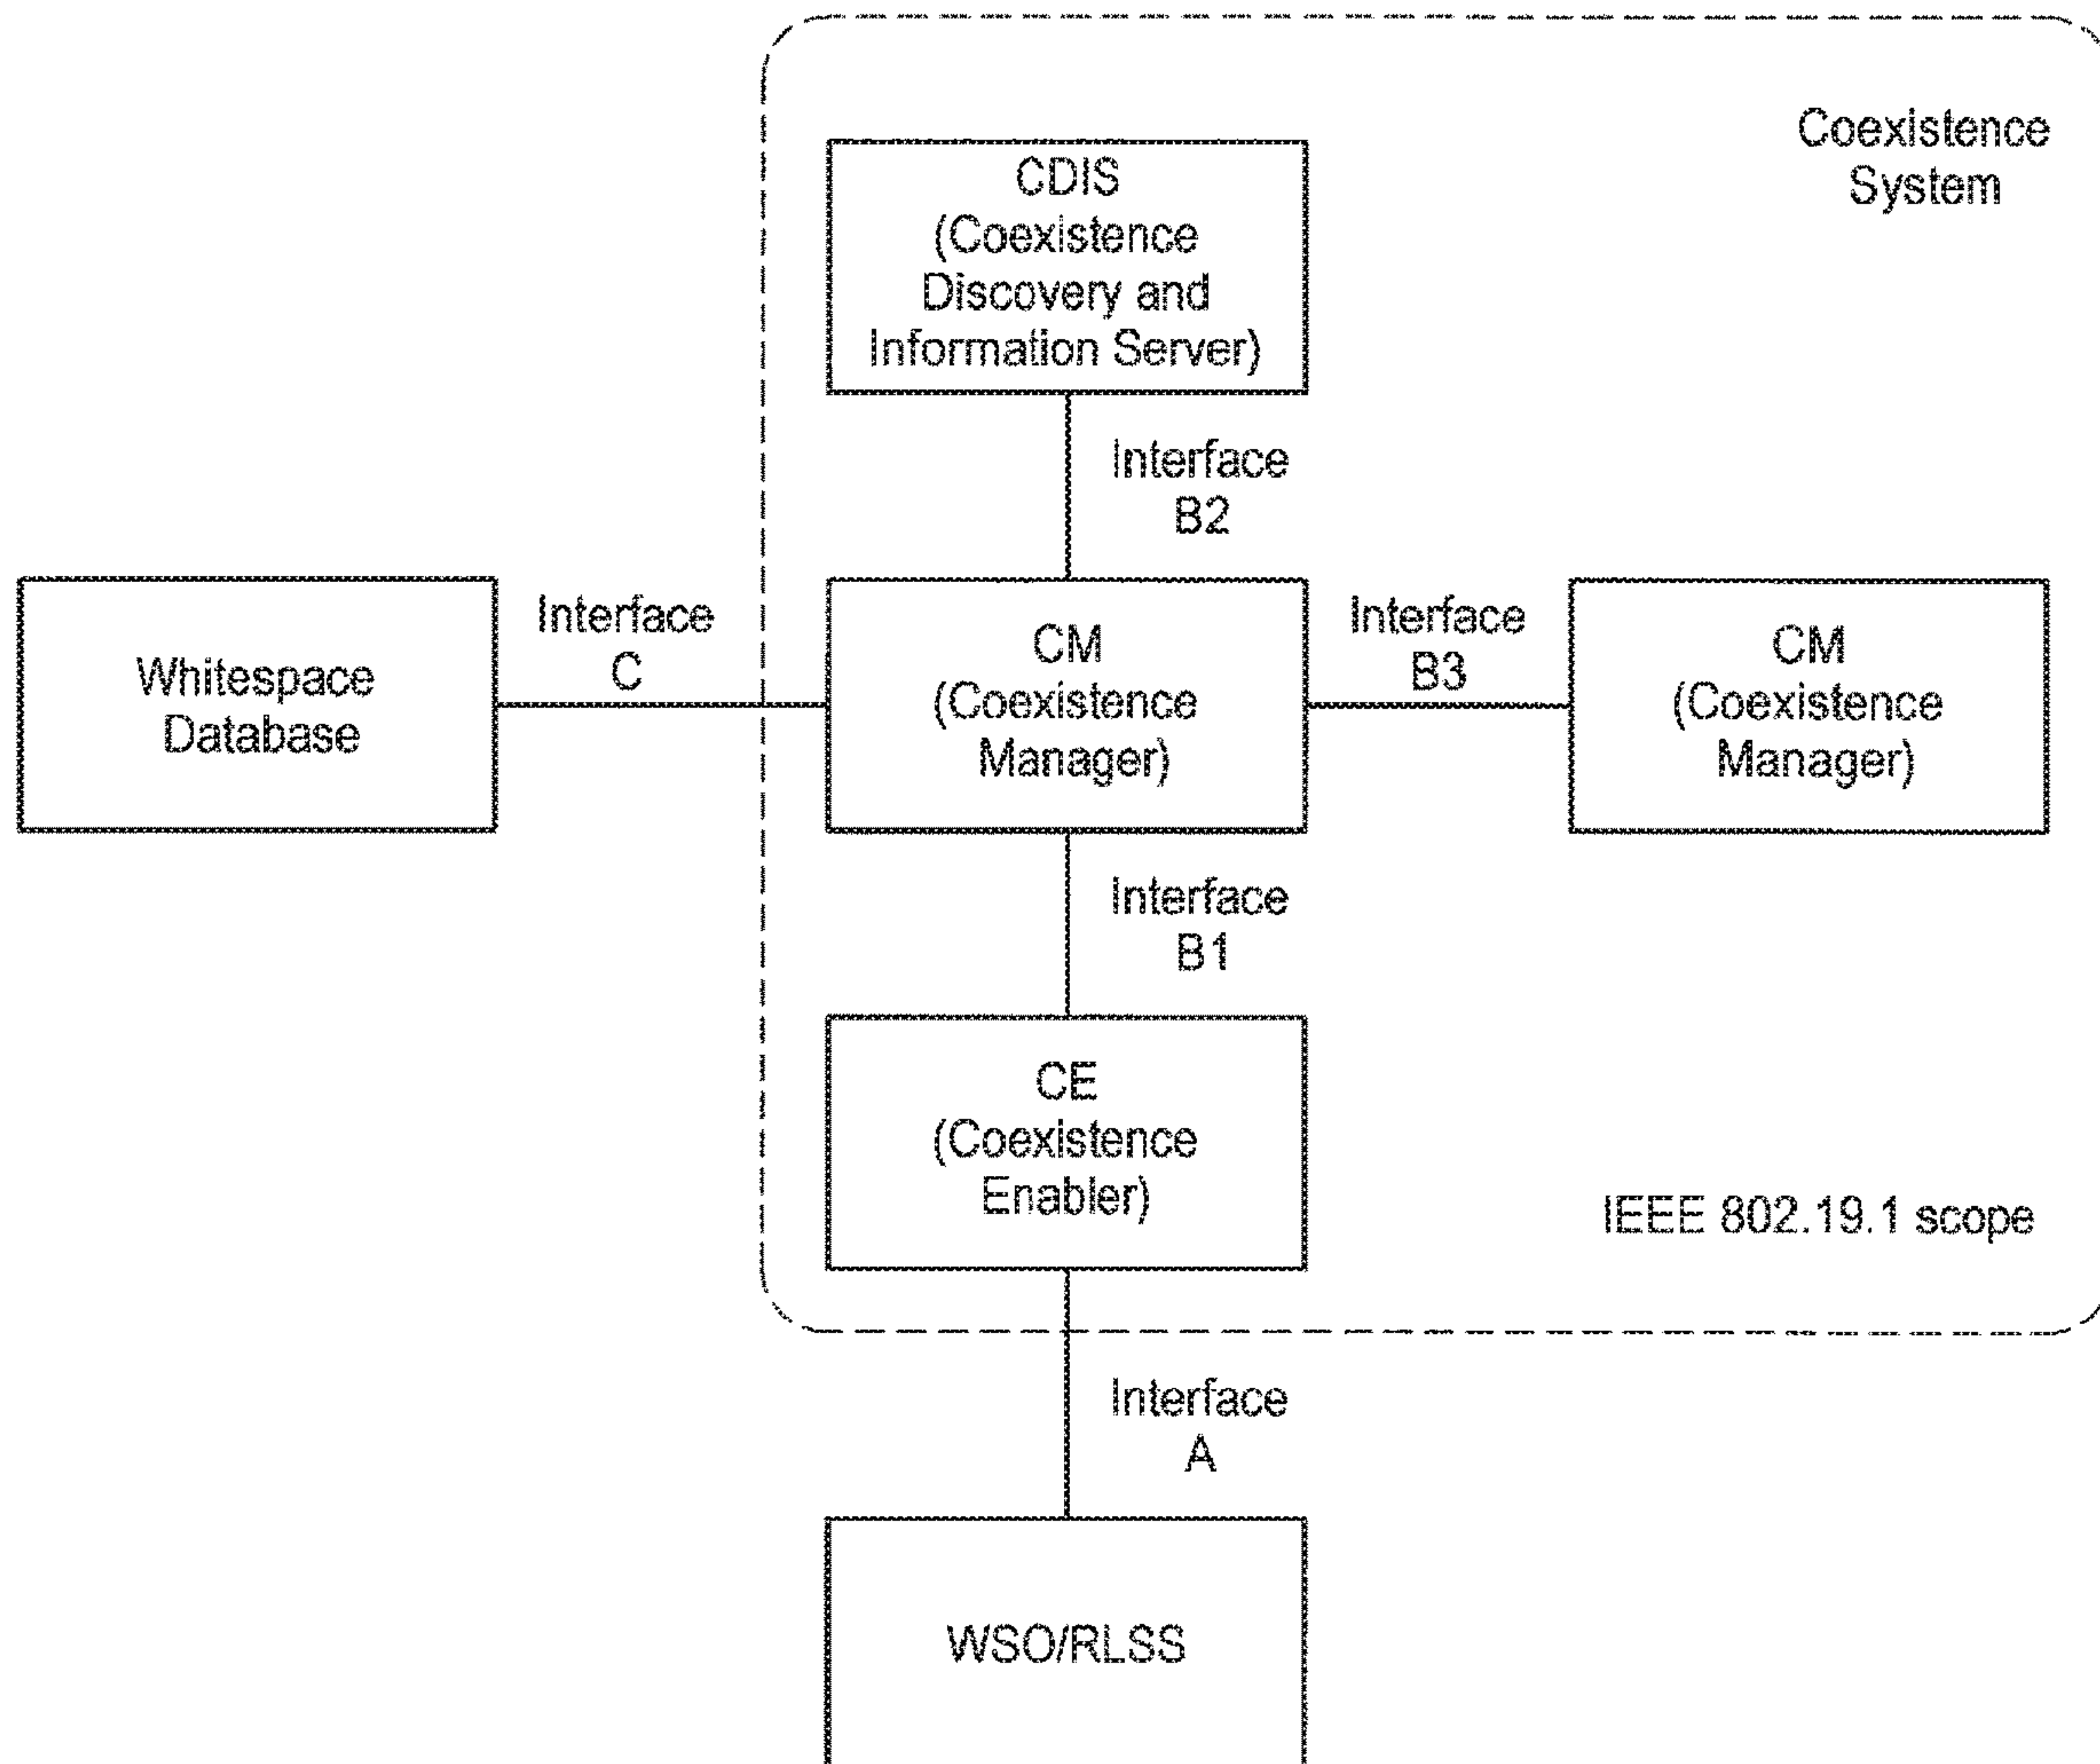 Coexistence
System
CDIS
(Coexistence
Discovery and
Information Server)
Interface
B2
Whitespace
Database
Interface
C
CM
(Coexistence
Manager)
Interface
B3
CM
(Coexistence
Manager)
Interface
B1
CE
(Coexistence
Enabler)
IEEE 802.19.1 scope
Interface
A
WSO/RLSS